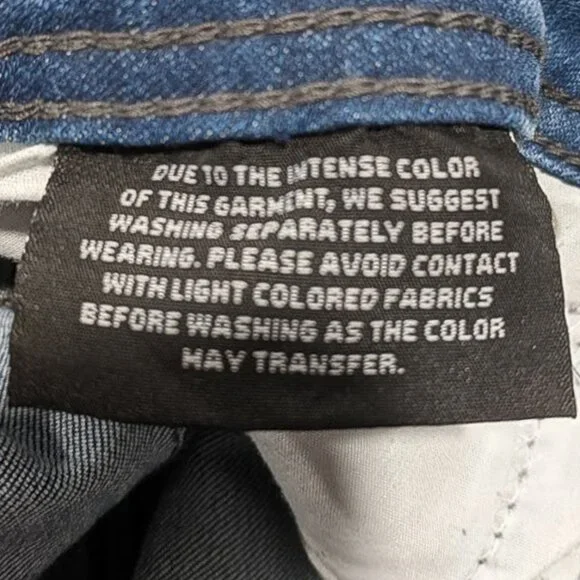 DUE TO THE INTENSE COLOR
OF THIS GARMENT, WE SUGGEST
WASHING SEPARATELY BEFORE
WEARING. PLEASE AVOID CONTACT
WITH LIGHT COLORED FABRICS
BEFORE WASHING AS THE COLOR
MAY TRANSFER.